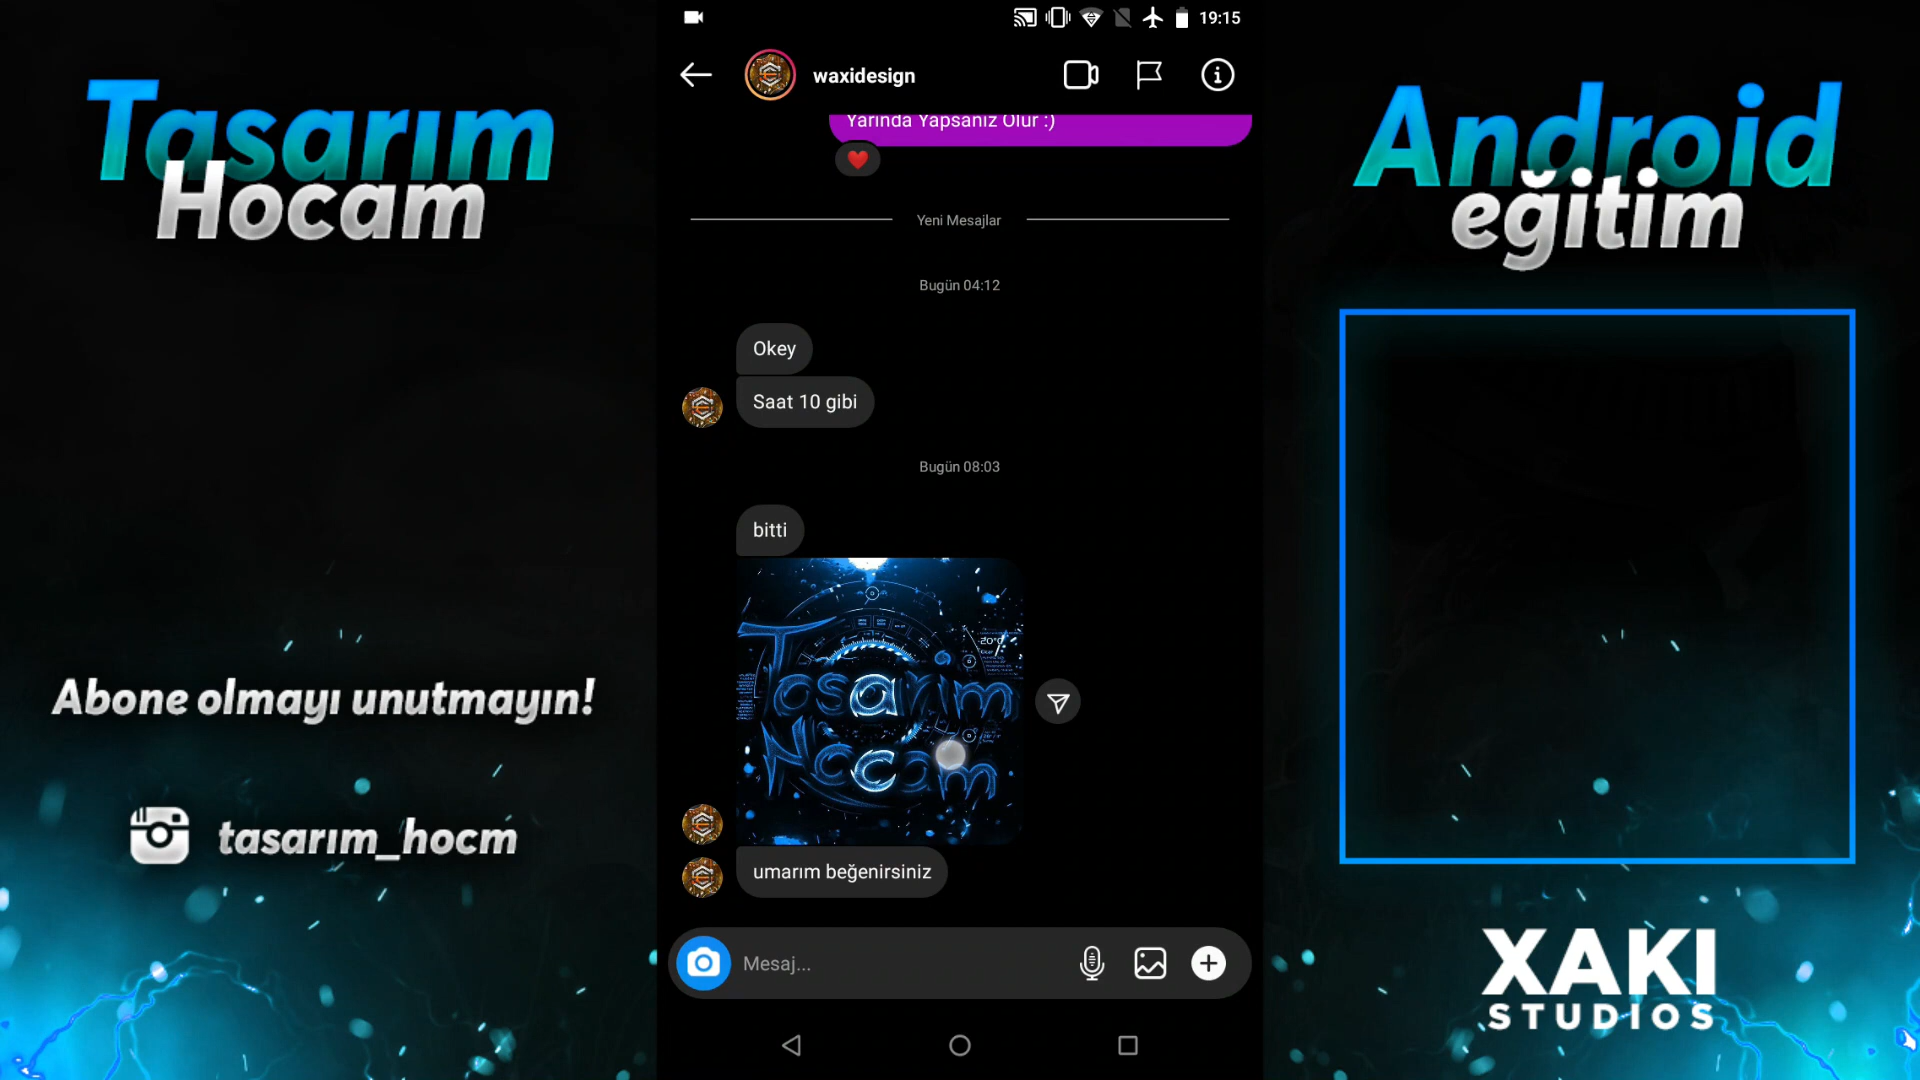 Tasarım
Hocam
Abone olmayı unutmayın!
tasarım_hocm
19:15
waxidesign
Yarında Yapsanız Olur :)
Yeni Mesajlar
Bugün 04:12
Okey
Saat 10 gibi
Bugün 08:03
bitti
Tasarım
Hocam
20°C
umarım beğenirsiniz
Mesaj...
Android
eğitim
XAKI
STUDIOS